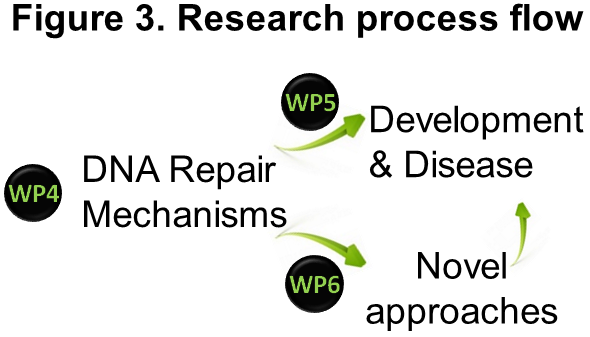 Figure 3. Research process flow
WP5
Development
& Disease
WP4
DNA Repair
Mechanisms
WP6
Novel
approaches